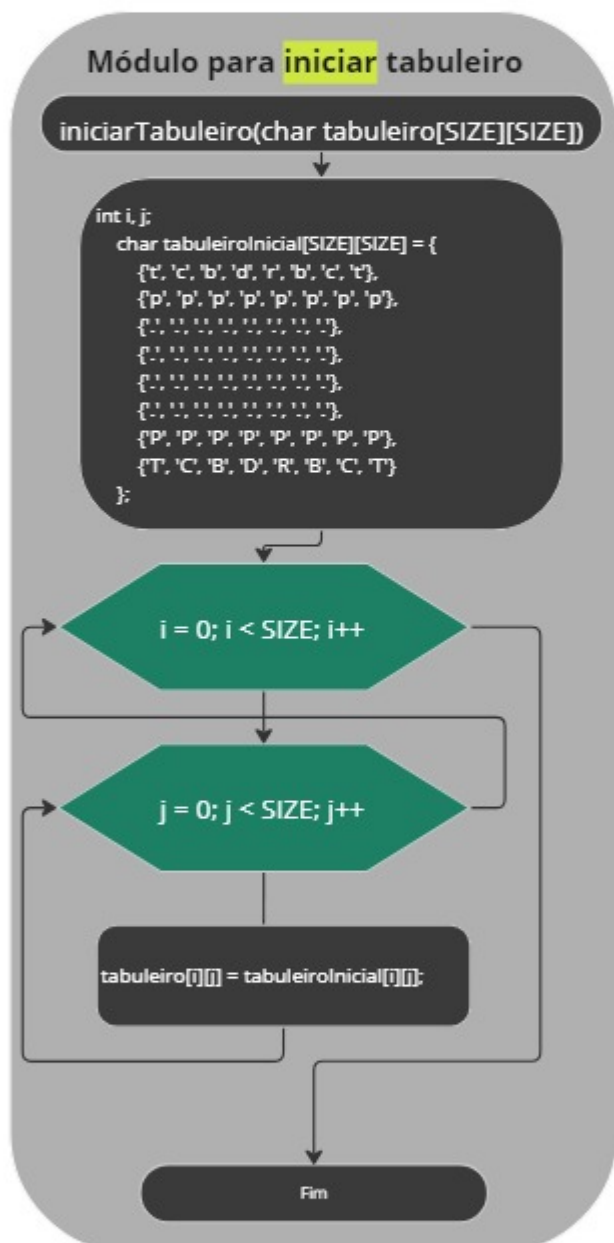 Módulo para iniciar tabuleiro
iniciarTabuleiro(char tabuleiro[SIZE][SIZE])
int i, j;
char tabuleiroInicial[SIZE][SIZE] = {
{'t', 'c', 'b', 'd', 'r', 'b', 'c', 't'},
{'p', 'p', 'p', 'p', 'p', 'p', 'p', 'p'},
{'.', '.', '.', '.', '.', '.', '.', '.'},
{'.', '.', '.', '.', '.', '.', '.', '.'},
{'.', '.', '.', '.', '.', '.', '.', '.'},
{'.', '.', '.', '.', '.', '.', '.', '.'},
{'P', 'P', 'P', 'P', 'P', 'P', 'P', 'P'},
{'T', 'C', 'B', 'D', 'R', 'B', 'C', 'T'}
};
i = 0; i < SIZE; i++
j = 0; j < SIZE; j++
tabuleiro[i][j] = tabuleiroInicial[i][j];
Fim